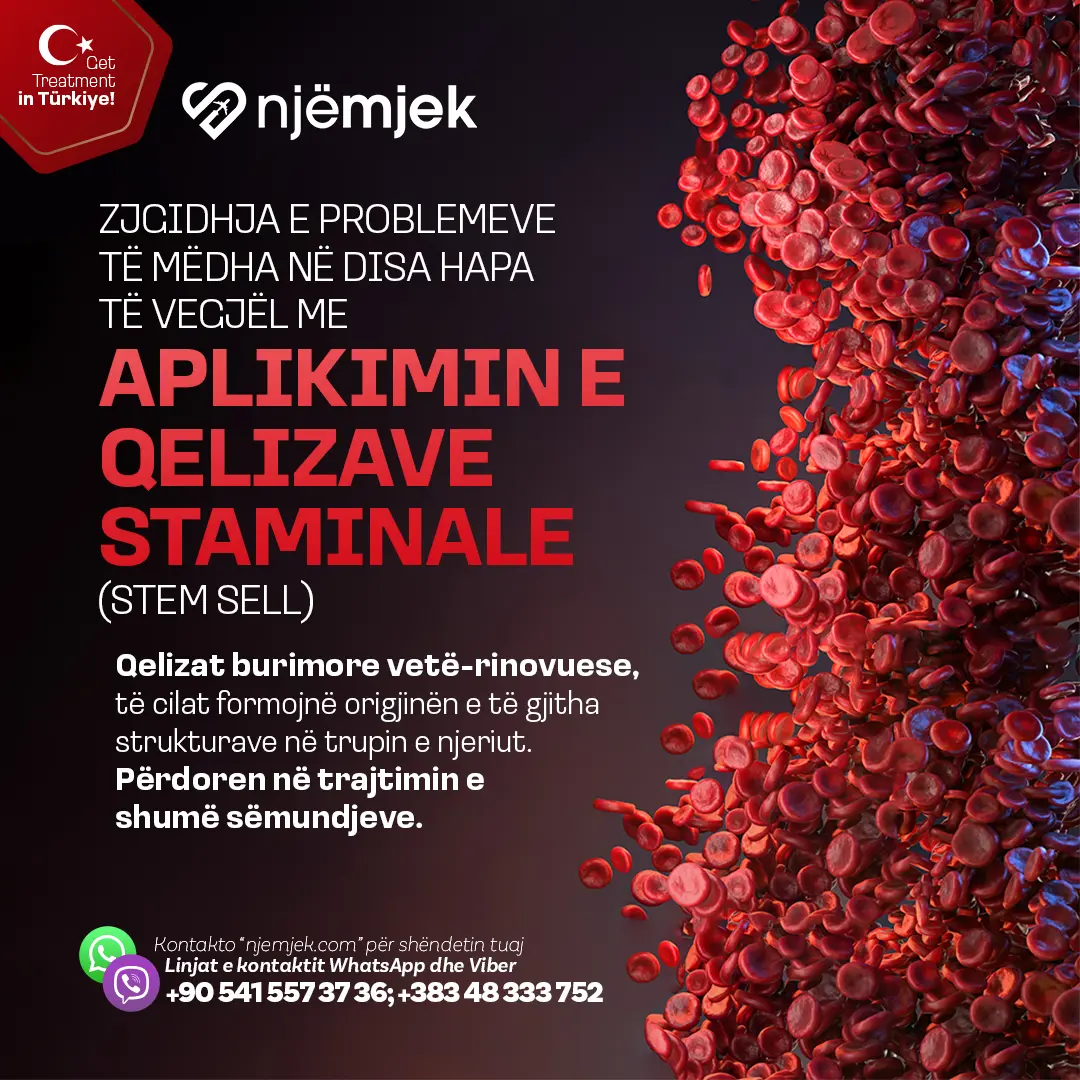 Get
Treatment
in Türkiye!
njëmjek
ZJGIDHJA E PROBLEMEVE
TË MËDHA NË DISA HAPA
TË VEGJËL ME
APLIKIMIN E
QELIZAVE
STAMINALE
(STEM SELL)
Qelizat burimore vetë-rinovuese,
të cilat formojnë origjinën e të gjitha
strukturave në trupin e njeriut.
Përdoren në trajtimin e
shumë sëmundjeve.
Kontakto “njemjek.com” për shëndetin tuaj
Linjat e kontaktit WhatsApp dhe Viber
+90 541 557 37 36; +383 48 333 752